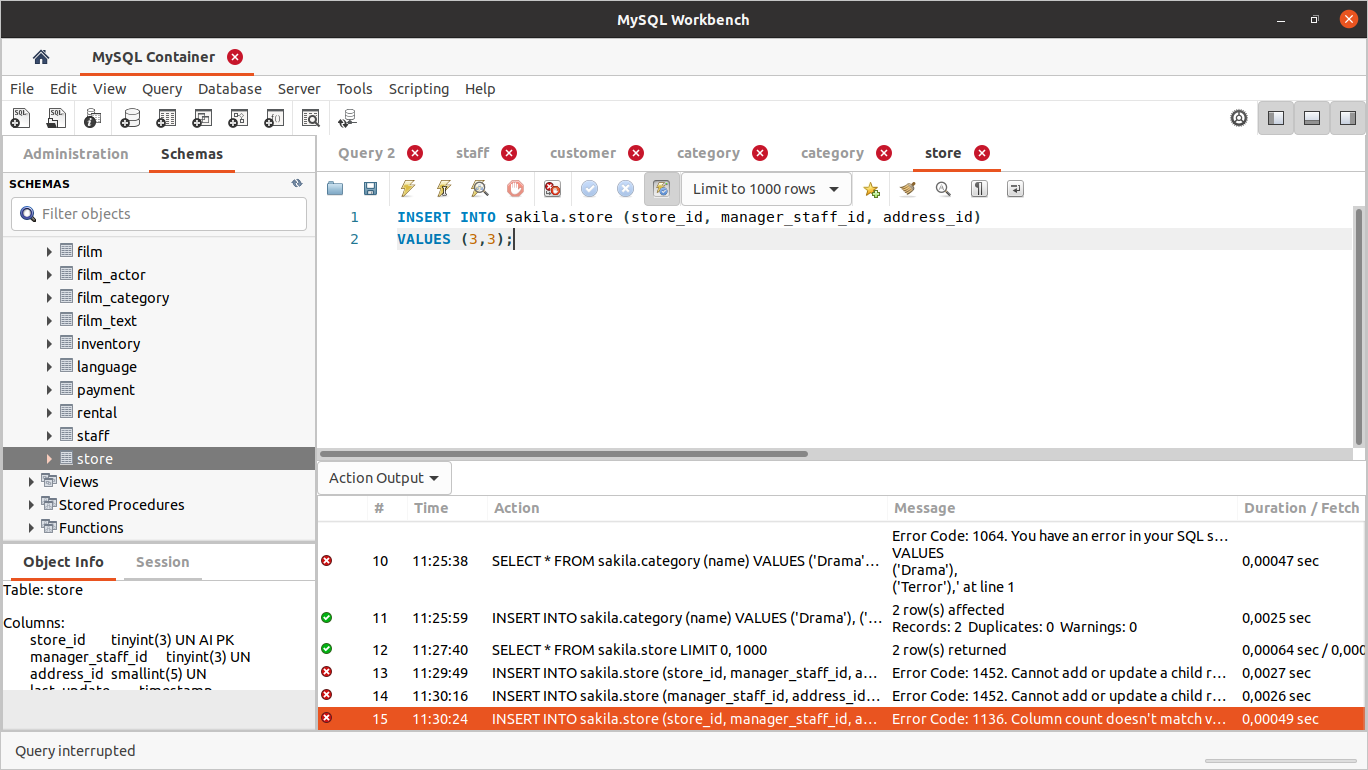 MySQL Workbench
MySQL Container
File Edit View Query Database Server Tools Scripting Help
Administration Schemas
Query 2 staff customer category category store
SCHEMAS
Filter objects
Limit to 1000 rows
1 INSERT INTO sakila.store (store_id, manager_staff_id, address_id)
2 VALUES (3,3);
film
film_actor
film_category
film_text
inventory
language
payment
rental
staff
store
Views
Stored Procedures
Functions
Object Info Session
Table: store
Columns:
store_id tinyint(3) UN AI PK
manager_staff_id tinyint(3) UN
address_id smallint(5) UN
last_update timestamp
Action Output
# Time Action Message Duration / Fetch
10 11:25:38 SELECT * FROM sakila.category (name) VALUES ('Drama'... Error Code: 1064. You have an error in your SQL s... 0,00047 sec
VALUES
('Drama'),
('Terror'),' at line 1
11 11:25:59 INSERT INTO sakila.category (name) VALUES ('Drama'), ('... 2 row(s) affected 0,0025 sec
Records: 2 Duplicates: 0 Warnings: 0
12 11:27:40 SELECT * FROM sakila.store LIMIT 0, 1000 2 row(s) returned 0,00064 sec / 0,000
13 11:29:49 INSERT INTO sakila.store (store_id, manager_staff_id, a... Error Code: 1452. Cannot add or update a child r... 0,0027 sec
14 11:30:16 INSERT INTO sakila.store (manager_staff_id, address_id... Error Code: 1452. Cannot add or update a child r... 0,0026 sec
15 11:30:24 INSERT INTO sakila.store (store_id, manager_staff_id, a... Error Code: 1136. Column count doesn't match v... 0,00049 sec
Query interrupted